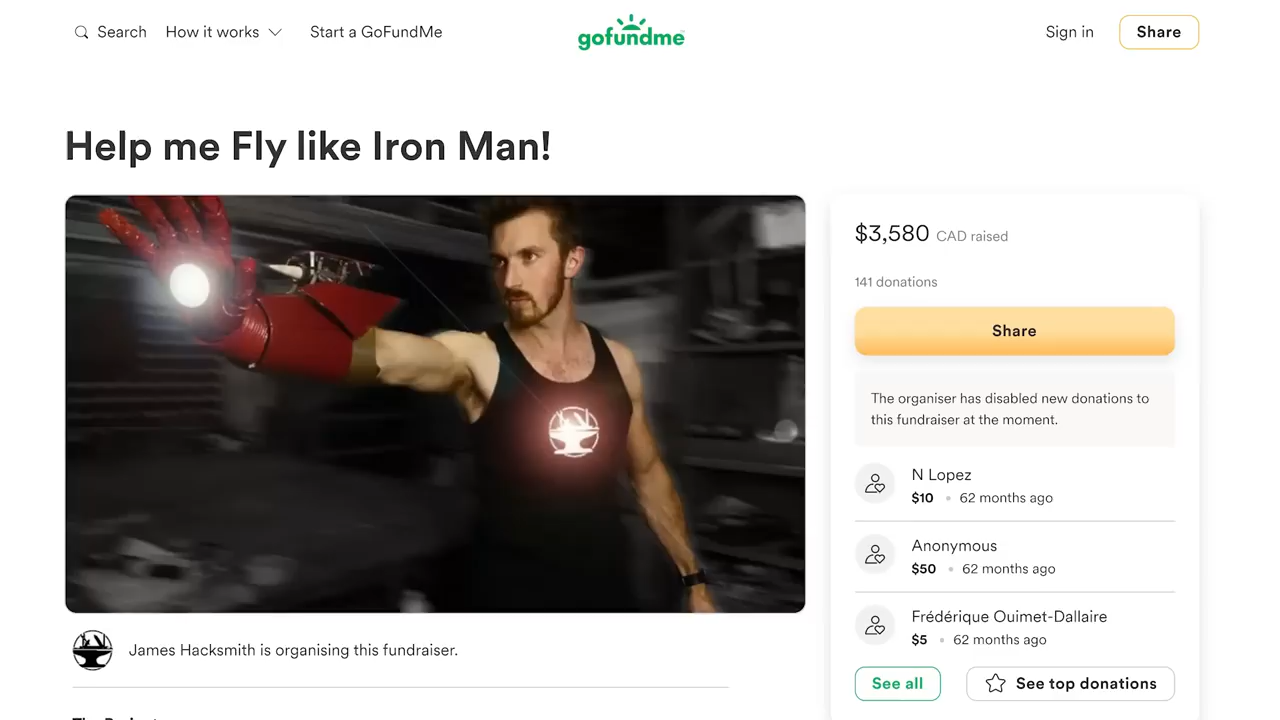 Search How it works Start a GoFundMe gofundme Sign in Share
Help me Fly like Iron Man!
$3,580 CAD raised
141 donations
Share
The organiser has disabled new donations to
this fundraiser at the moment.
N Lopez
$10 • 62 months ago
Anonymous
$50 • 62 months ago
Frédérique Ouimet-Dallaire
$5 • 62 months ago
See all See top donations
James Hacksmith is organising this fundraiser.